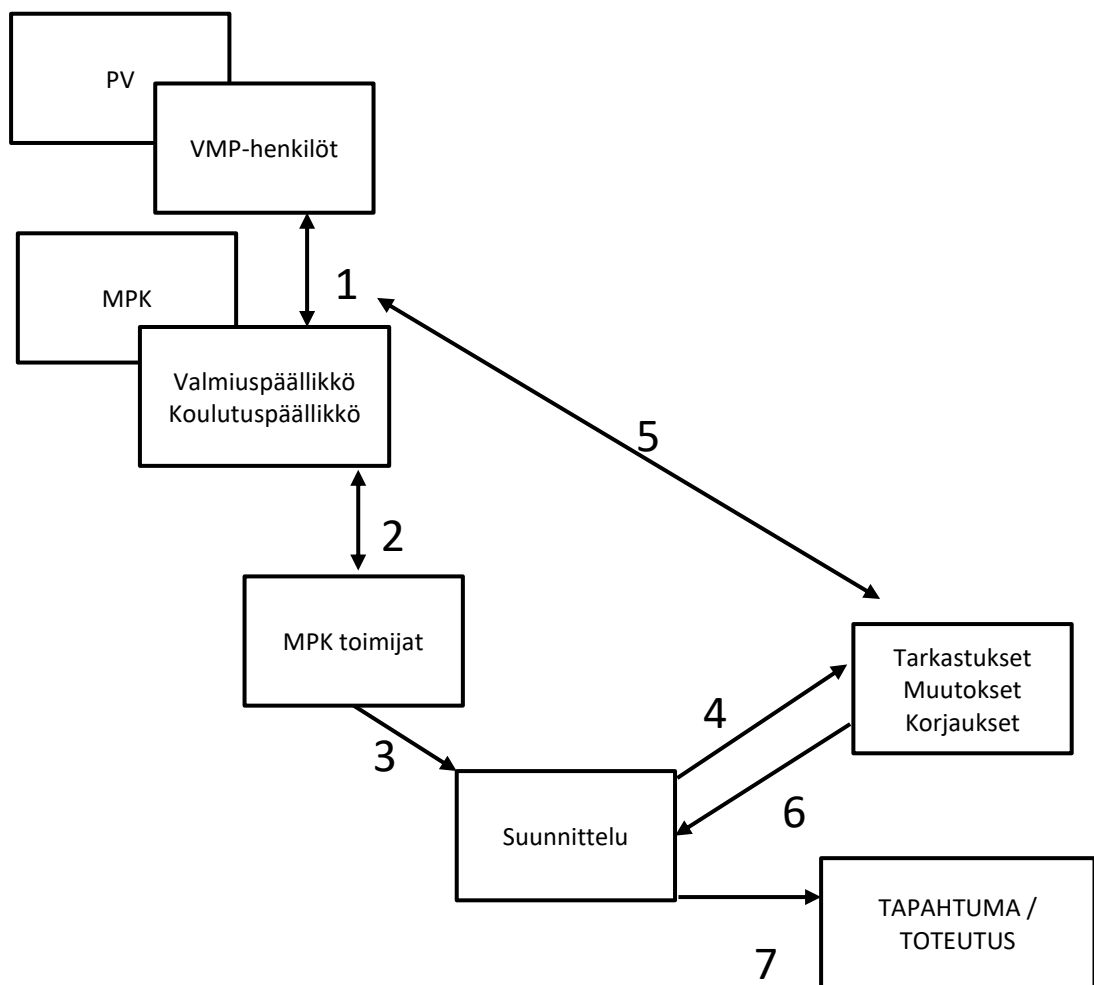 PV
VMP-henkilöt
1
MPK
Valmiuspäällikkö
Koulutuspäällikkö
5
2
MPK toimijat
Tarkastukset
Muutokset
Korjaukset
4
3
6
Suunnittelu
TAPAHTUMA /
TOTEUTUS
7